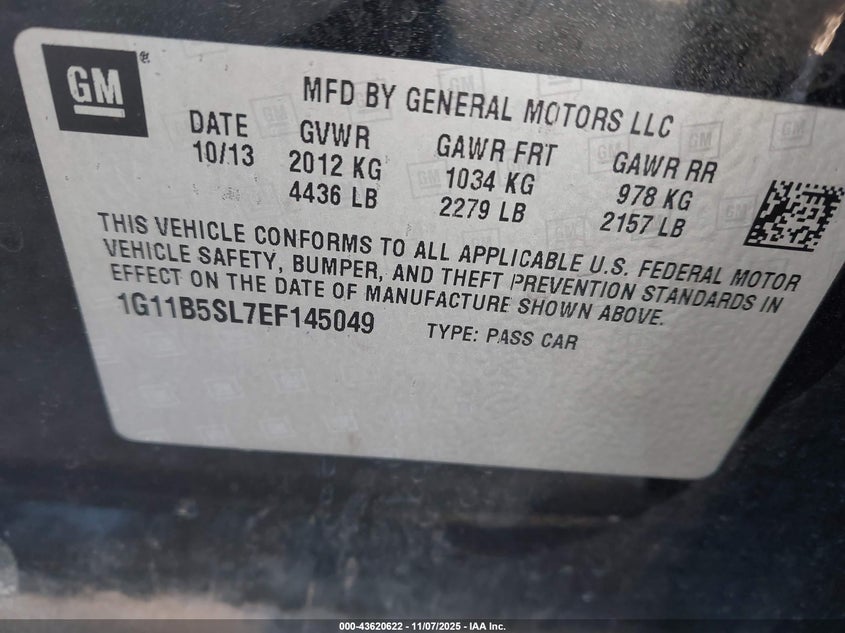 GM
MFD BY GENERAL MOTORS LLC
DATE GVWR GAWR FRT GAWR RR
10/13 2012 KG 1034 KG 978 KG
4436 LB 2279 LB 2157 LB
THIS VEHICLE CONFORMS TO ALL APPLICABLE U.S. FEDERAL MOTOR
VEHICLE SAFETY, BUMPER, AND THEFT PREVENTION STANDARDS IN
EFFECT ON THE DATE OF MANUFACTURE SHOWN ABOVE.
1G11B5SL7EF145049 TYPE: PASS CAR
000-43620622 - 11/07/2025 - IAA Inc.